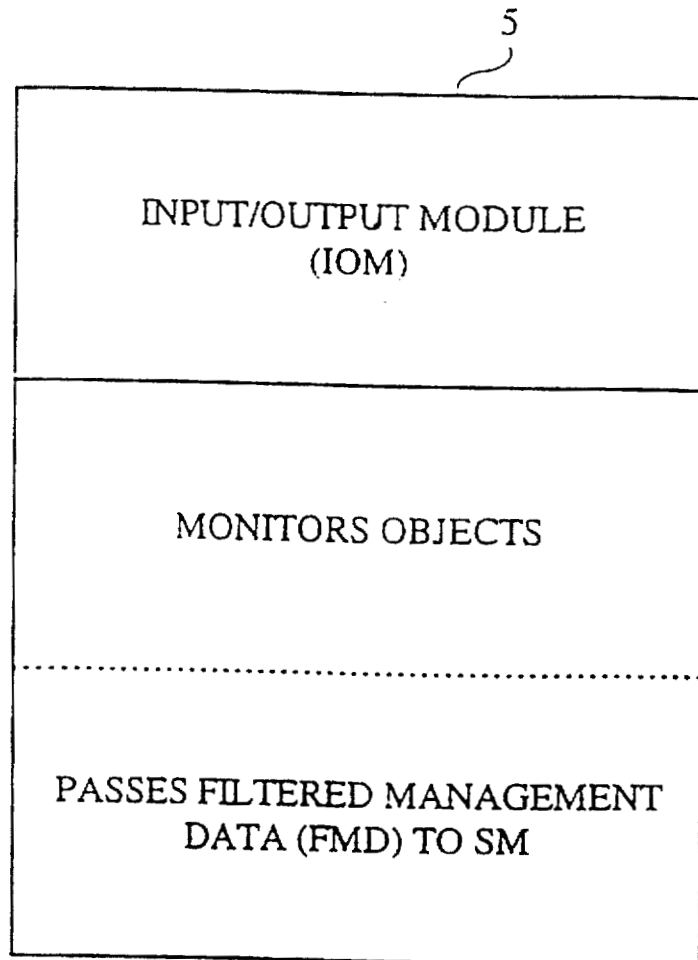 5
INPUT/OUTPUT MODULE
(IOM)
MONITORS OBJECTS
PASSES FILTERED MANAGEMENT
DATA (FMD) TO SM